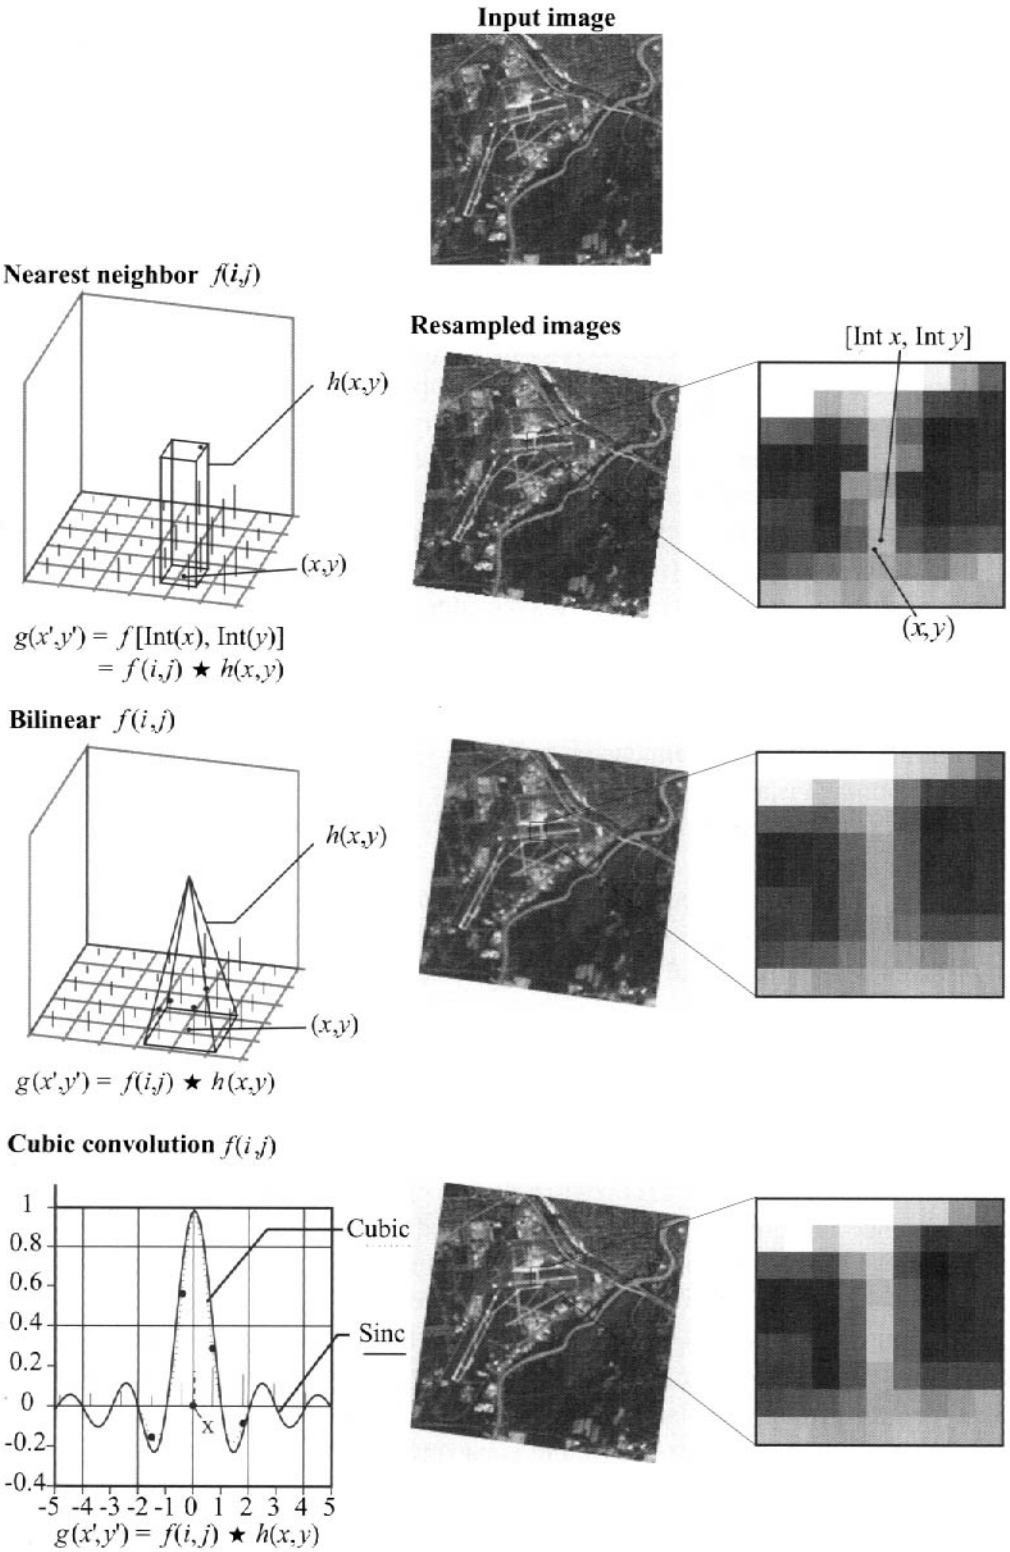 Input image
Nearest neighbor f(i,j)
Resampled images
[Int x, Int y]
h(x,y)
(x,y)
(x,y)
g(x',y') = f[Int(x), Int(y)]
= f(i,j) ★ h(x,y)
Bilinear f(i,j)
h(x,y)
(x,y)
g(x',y') = f(i,j) ★ h(x,y)
Cubic convolution f(i,j)
1
0.8
0.6
0.4
0.2
0
-0.2
-0.4
Cubic
Sinc
x
-5 -4 -3 -2 -1 0 1 2 3 4 5
g(x',y') = f(i,j) ★ h(x,y)